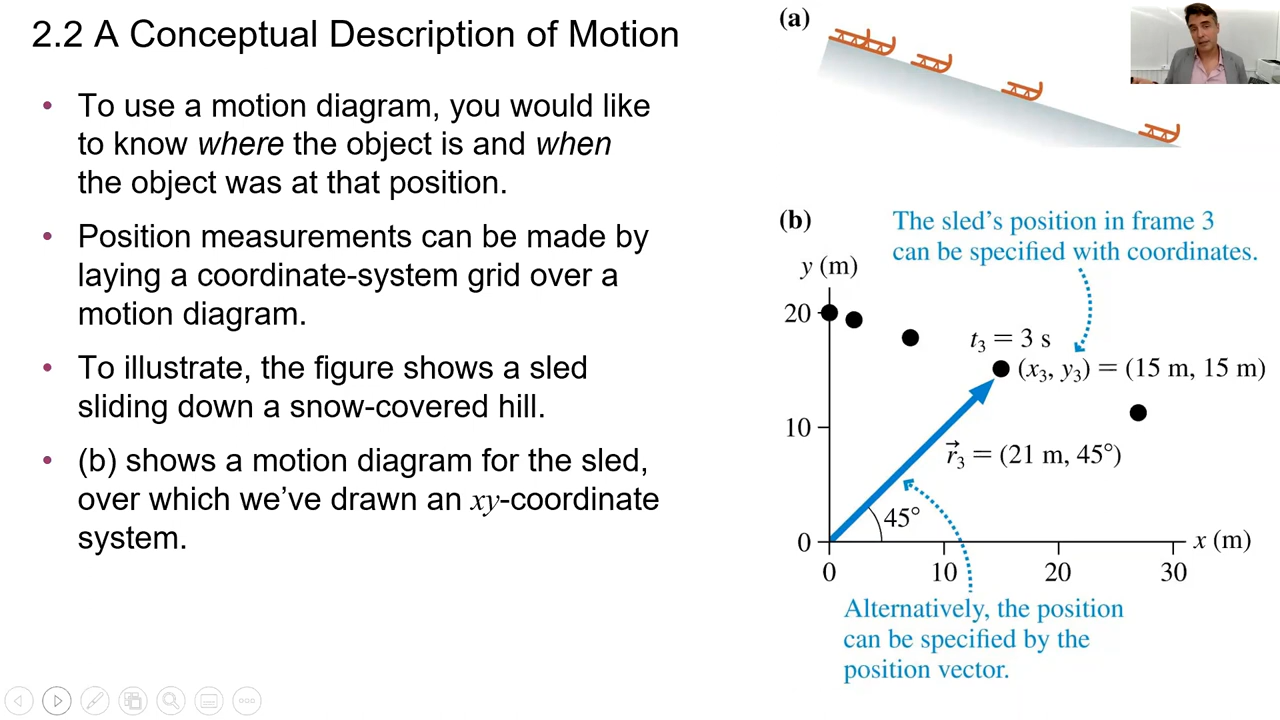 2.2 A Conceptual Description of Motion
• To use a motion diagram, you would like
to know where the object is and when
the object was at that position.
• Position measurements can be made by
laying a coordinate-system grid over a
motion diagram.
• To illustrate, the figure shows a sled
sliding down a snow-covered hill.
• (b) shows a motion diagram for the sled,
over which we’ve drawn an xy-coordinate
system.
(a)
(b)
The sled’s position in frame 3
can be specified with coordinates.
y (m)
20
t₃ = 3 s
(x₃, y₃) = (15 m, 15 m)
10
r⃗₃ = (21 m, 45°)
45°
0
x (m)
0 10 20 30
Alternatively, the position
can be specified by the
position vector.